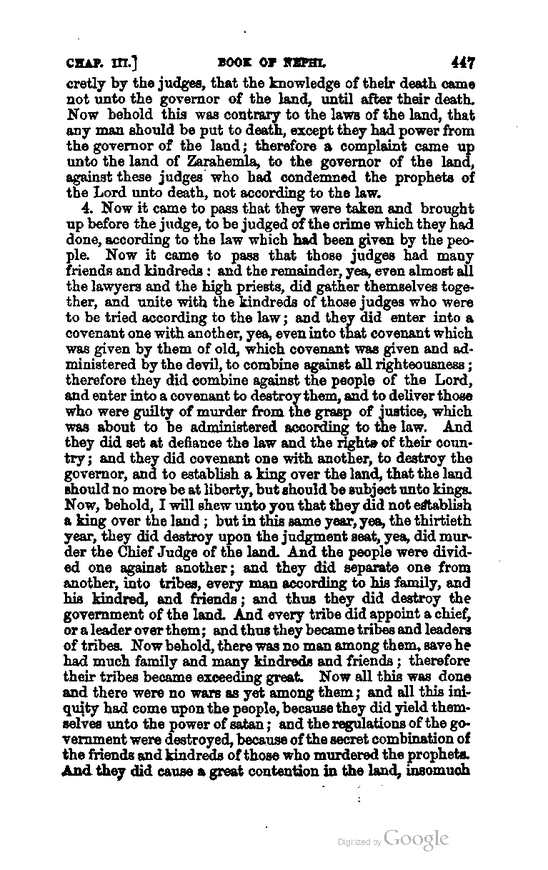 CHAP. III.] BOOK OF NEPHI. 447
cretly by the judges, that the knowledge of their death came
not unto the governor of the land, until after their death.
Now behold this was contrary to the laws of the land, that
any man should be put to death, except they had power from
the governor of the land; therefore a complaint came up
unto the land of Zarahemla, to the governor of the land,
against these judges who had condemned the prophets of
the Lord unto death, not according to the law.
4. Now it came to pass that they were taken and brought
up before the judge, to be judged of the crime which they had
done, according to the law which had been given by the peo-
ple. Now it came to pass that those judges had many
friends and kindreds: and the remainder, yea, even almost all
the lawyers and the high priests, did gather themselves toge-
ther, and unite with the kindreds of those judges who were
to be tried according to the law; and they did enter into a
covenant one with another, yea, even into that covenant which
was given by them of old, which covenant was given and ad-
ministered by the devil, to combine against all righteousness;
therefore they did combine against the people of the Lord,
and enter into a covenant to destroy them, and to deliver those
who were guilty of murder from the grasp of justice, which
was about to be administered according to the law. And
they did set at defiance the law and the rights of their coun-
try; and they did covenant one with another, to destroy the
governor, and to establish a king over the land, that the land
should no more be at liberty, but should be subject unto kings.
Now, behold, I will shew unto you that they did not establish
a king over the land; but in this same year, yea, the thirtieth
year, they did destroy upon the judgment seat, yea, did mur-
der the Chief Judge of the land. And the people were divid-
ed one against another; and they did separate one from
another, into tribes, every man according to his family, and
his kindred, and friends; and thus they did destroy the
government of the land. And every tribe did appoint a chief,
or a leader over them; and thus they became tribes and leaders
of tribes. Now behold, there was no man among them, save he
had much family and many kindreds and friends; therefore
their tribes became exceeding great. Now all this was done
and there were no wars as yet among them; and all this ini-
quity had come upon the people, because they did yield them-
selves unto the power of satan; and the regulations of the go-
vernment were destroyed, because of the secret combination of
the friends and kindreds of those who murdered the prophets.
And they did cause a great contention in the land, insomuch
Digitized by Google